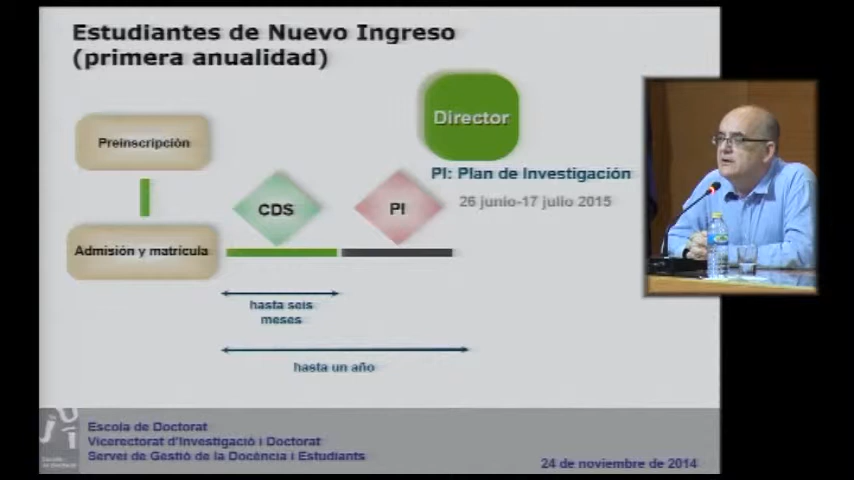 Estudiantes de Nuevo Ingreso
(primera anualidad)
Director
Preinscripción
PI: Plan de Investigación
26 junio-17 julio 2015
CDS
PI
Admisión y matrícula
hasta seis
meses
hasta un año
Escola de Doctorat
Vicerectorat d'Investigació i Doctorat
Servei de Gestió de la Docència i Estudiants
24 de noviembre de 2014